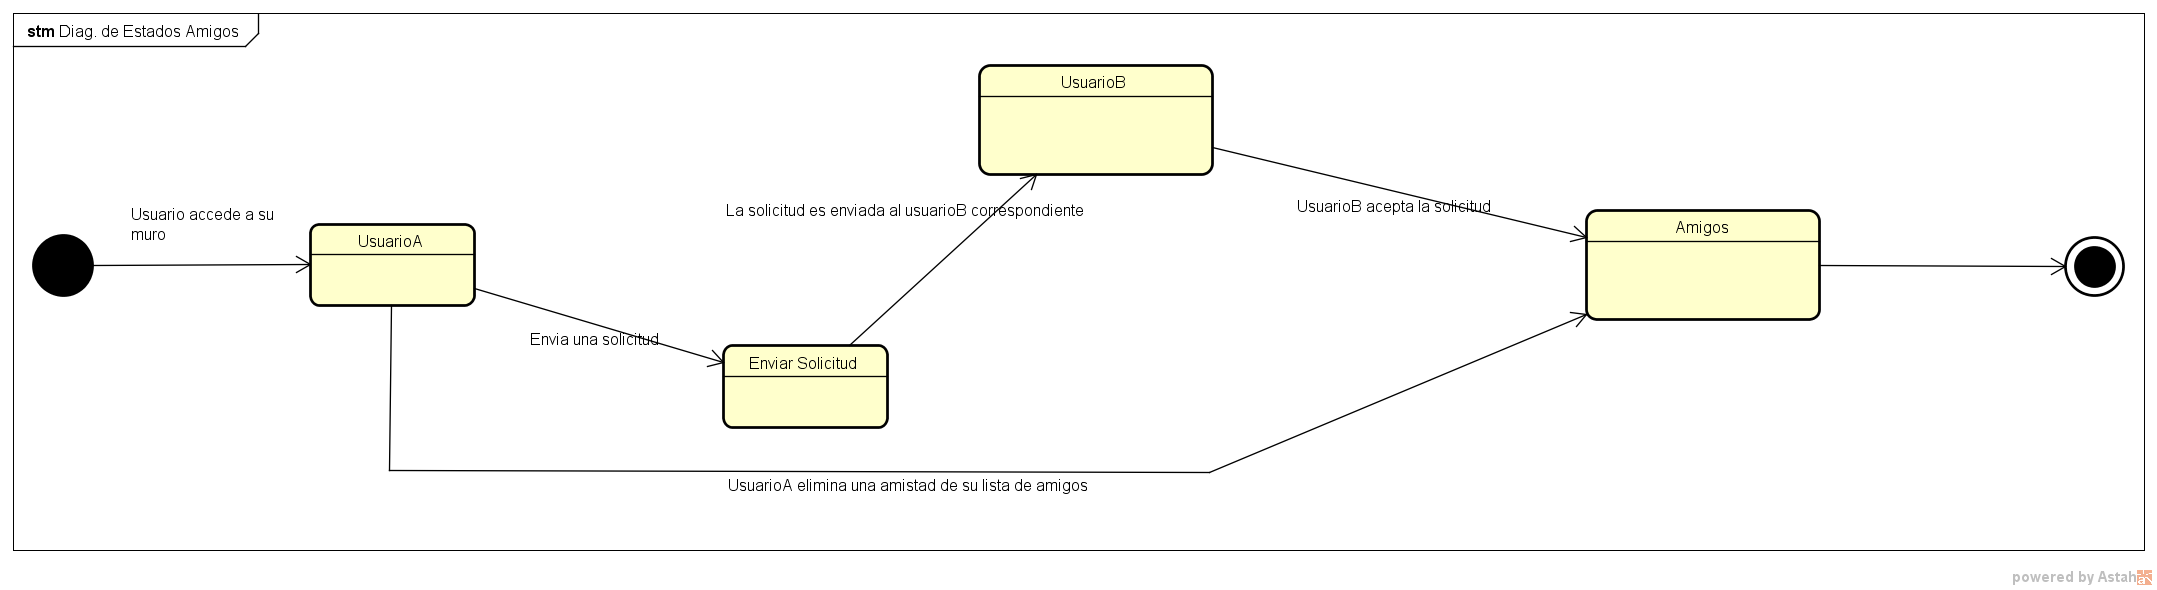 stm Diag. de Estados Amigos
UsuarioB
Usuario accede a su
muro
La solicitud es enviada al usuarioB correspondiente
UsuarioB acepta la solicitud
UsuarioA
Amigos
Envia una solicitud
Enviar Solicitud
UsuarioA elimina una amistad de su lista de amigos
powered by Astah